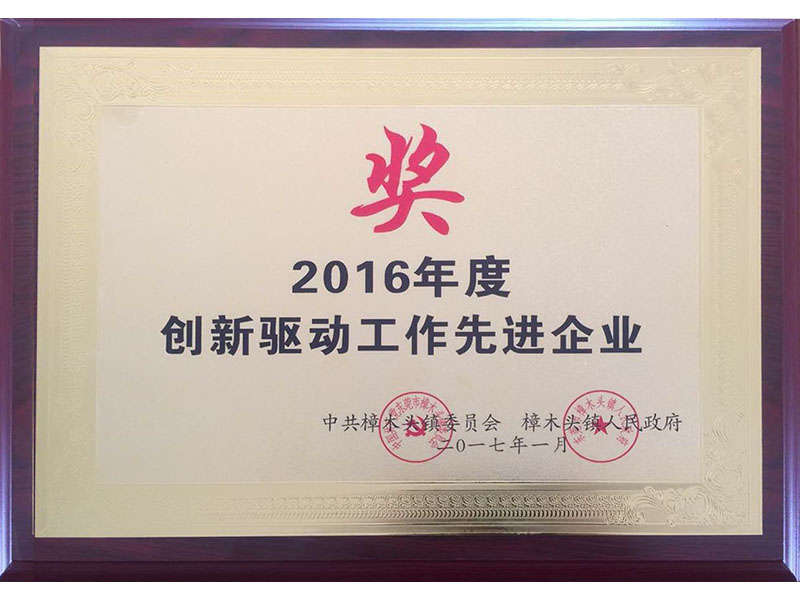 奖
2016年度
创新驱动工作先进企业
中共樟木头镇委员会 樟木头镇人民政府
二〇一七年一月